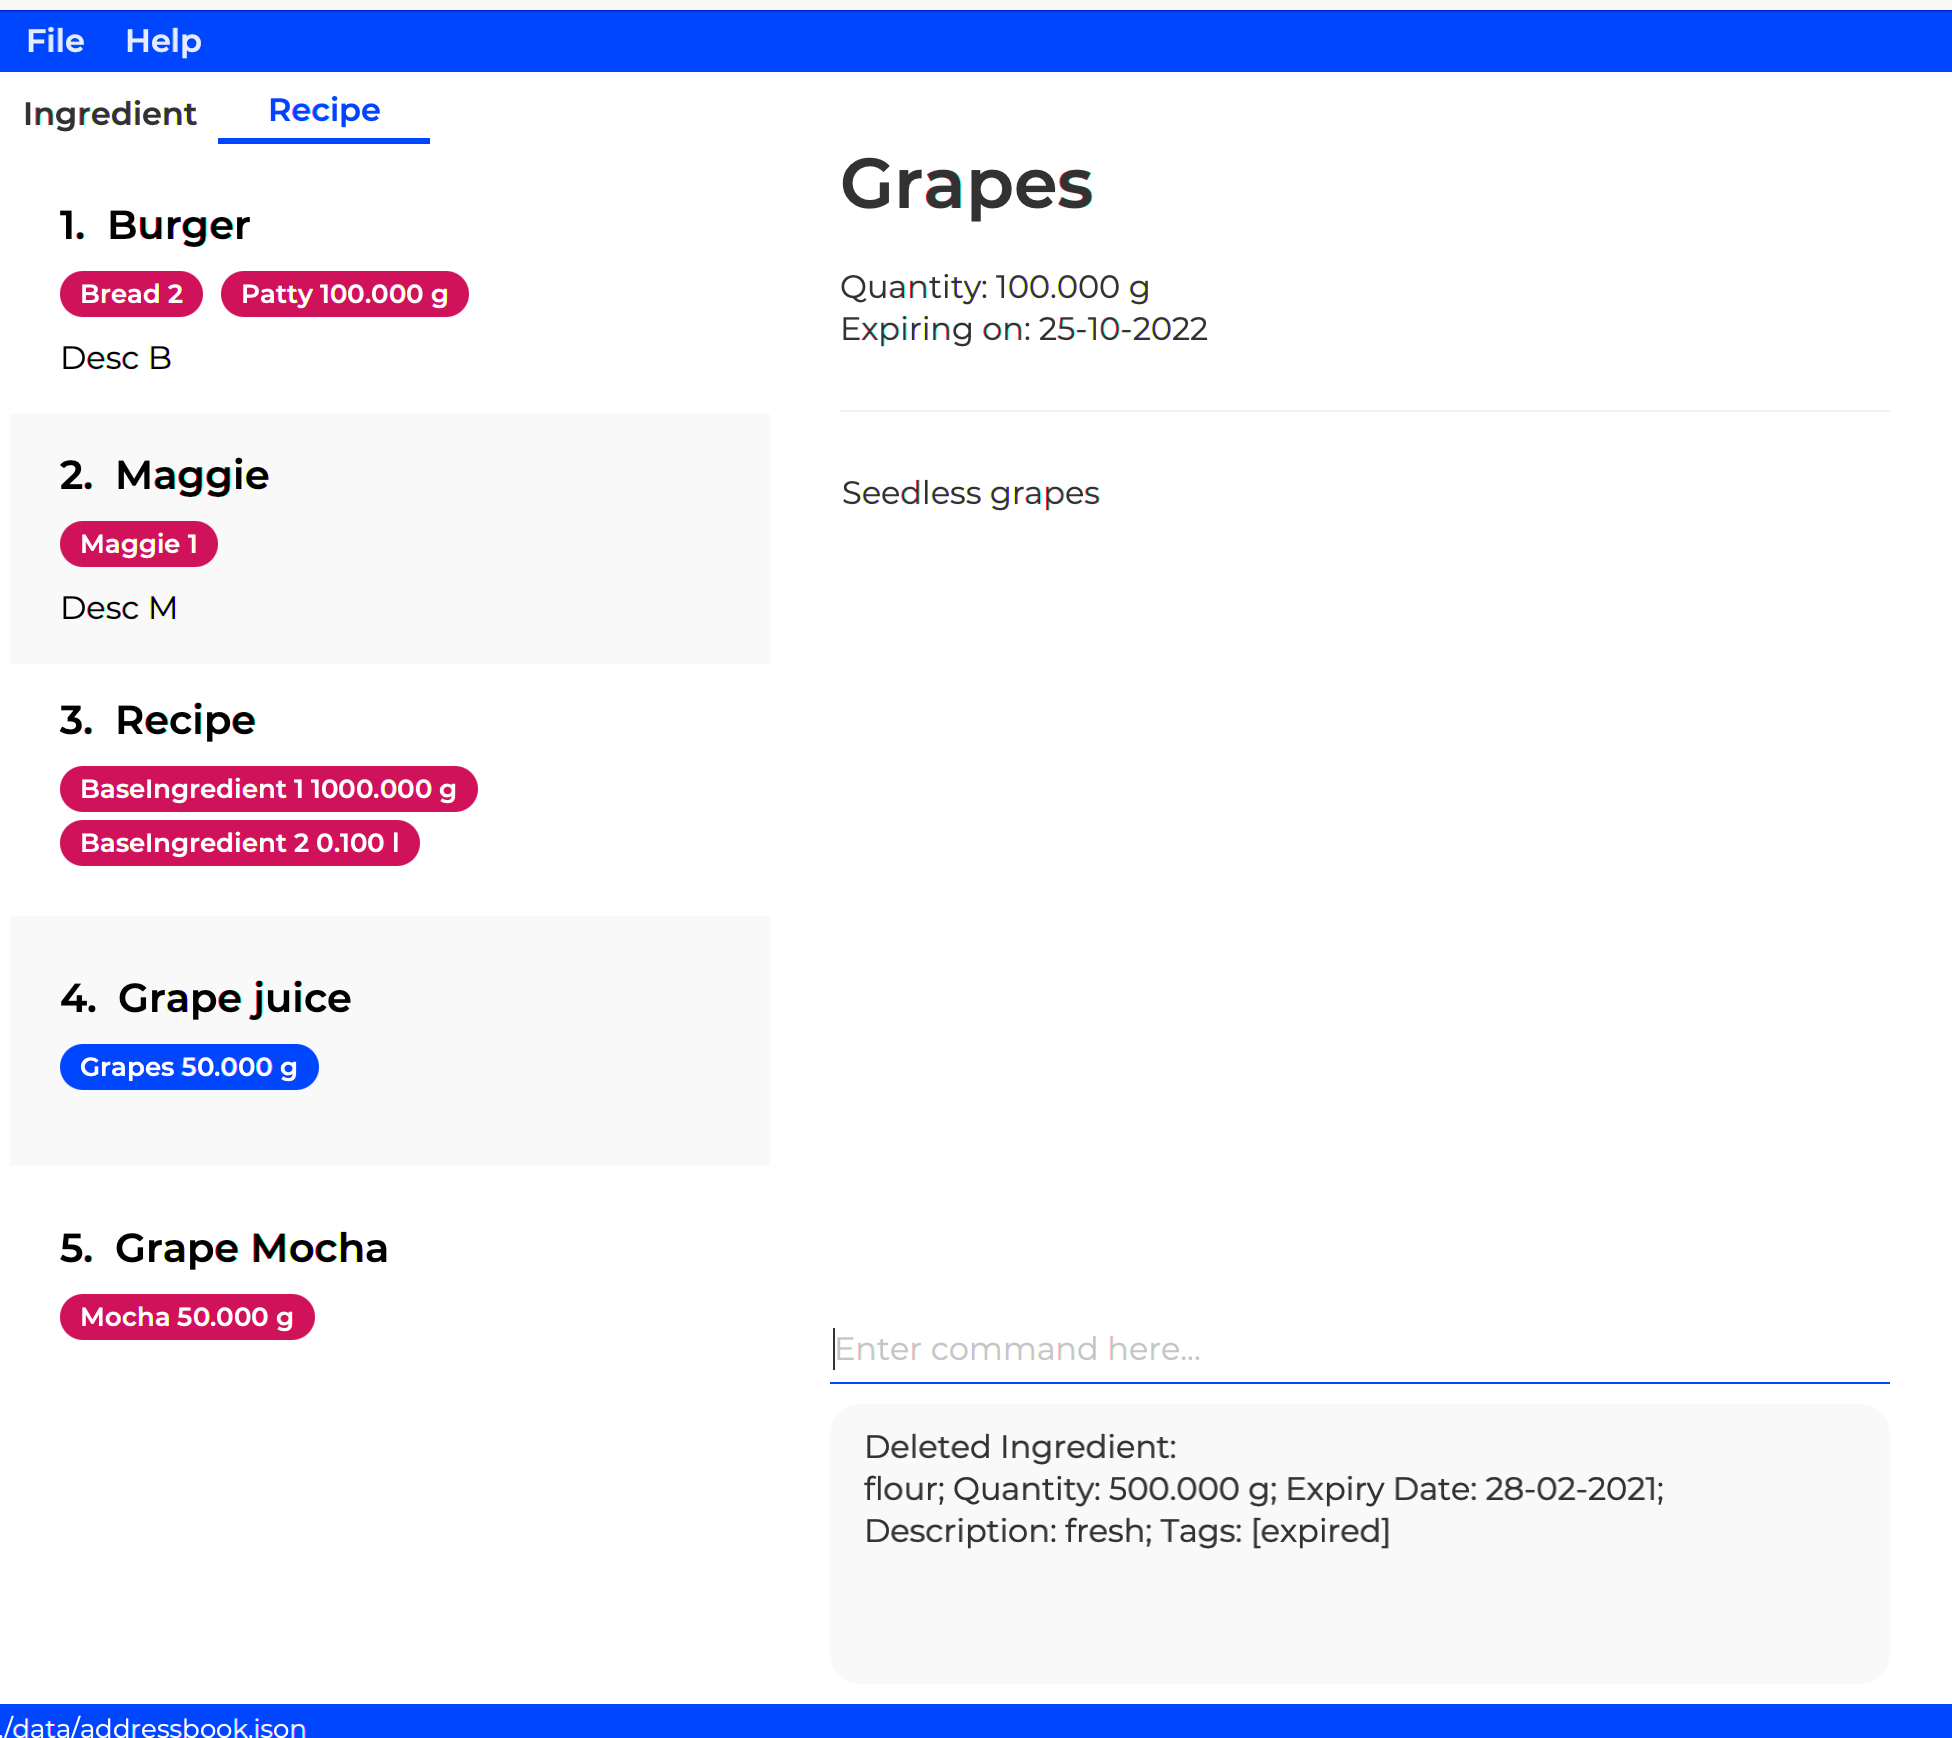 File Help
Ingredient Recipe
1. Burger
Bread 2 Patty 100.000 g
Desc B
2. Maggie
Maggie 1
Desc M
3. Recipe
BaseIngredient 1 1000.000 g
BaseIngredient 2 0.100 l
4. Grape juice
Grapes 50.000 g
5. Grape Mocha
Mocha 50.000 g
Grapes
Quantity: 100.000 g
Expiring on: 25-10-2022
Seedless grapes
Enter command here...
Deleted Ingredient:
flour; Quantity: 500.000 g; Expiry Date: 28-02-2021;
Description: fresh; Tags: [expired]
./data/addressbook.json